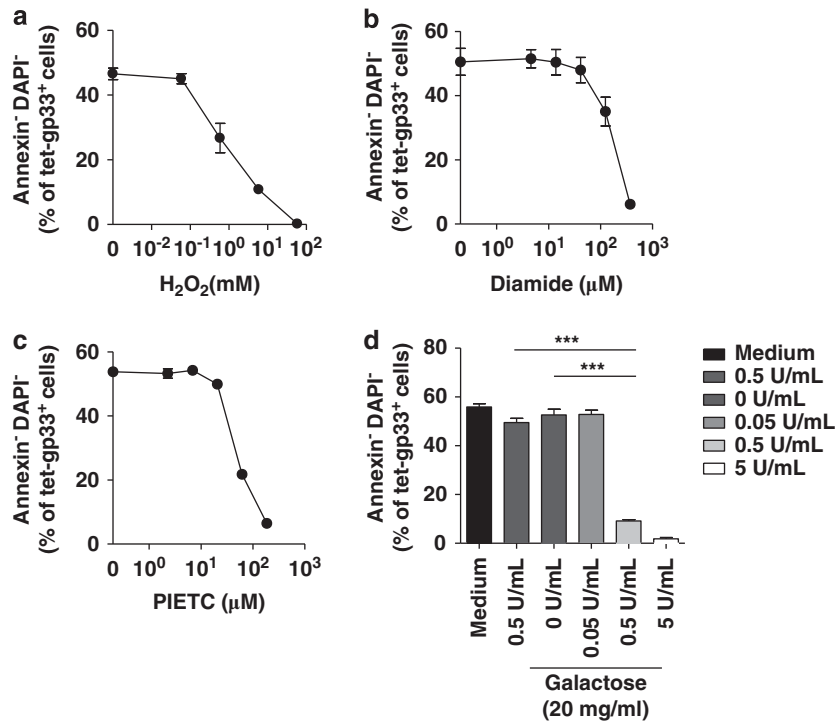 a
Annexin⁻ DAPI⁻
(% of tet-gp33⁺ cells)
60
40
20
0
0 10⁻² 10⁻¹ 10⁰ 10¹ 10²
H₂O₂(mM)
b
Annexin⁻ DAPI⁻
(% of tet-gp33⁺ cells)
60
40
20
0
0 10⁰ 10¹ 10² 10³
Diamide (µM)
c
Annexin⁻ DAPI⁻
(% of tet-gp33⁺ cells)
60
40
20
0
0 10⁰ 10¹ 10² 10³
PIETC (µM)
d
Annexin⁻ DAPI⁻
(% of tet-gp33⁺ cells)
80
60
40
20
0
***
***
Medium
0.5 U/mL
0 U/mL
0.05 U/mL
0.5 U/mL
5 U/mL
Galactose
(20 mg/ml)
Medium
0.5 U/mL
0 U/mL
0.05 U/mL
0.5 U/mL
5 U/mL